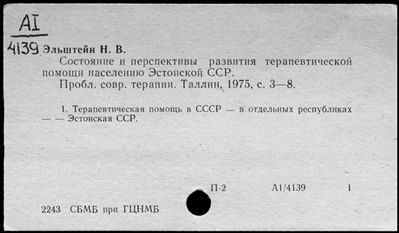 AI
4139 Эльштейн Н. В.
Состояние и перспективы развития терапевтической
помощи населению Эстонской ССР.
Пробл. совр. терапии. Таллин, 1975, с. 3—8.
1. Терапевтическая помощь в СССР — в отдельных республиках
— — Эстонская ССР.
П-2 А1/4139 1
2243 СБМБ при ГЦНМБ